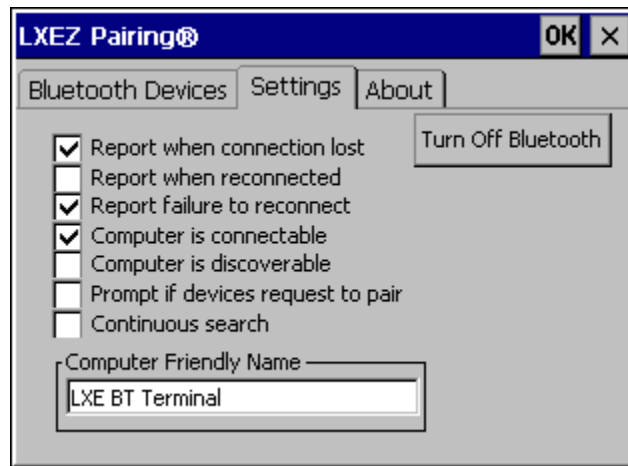 LXEZ Pairing® OK ×
Bluetooth Devices Settings About
Turn Off Bluetooth
Report when connection lost
Report when reconnected
Report failure to reconnect
Computer is connectable
Computer is discoverable
Prompt if devices request to pair
Continuous search
Computer Friendly Name
LXE BT Terminal